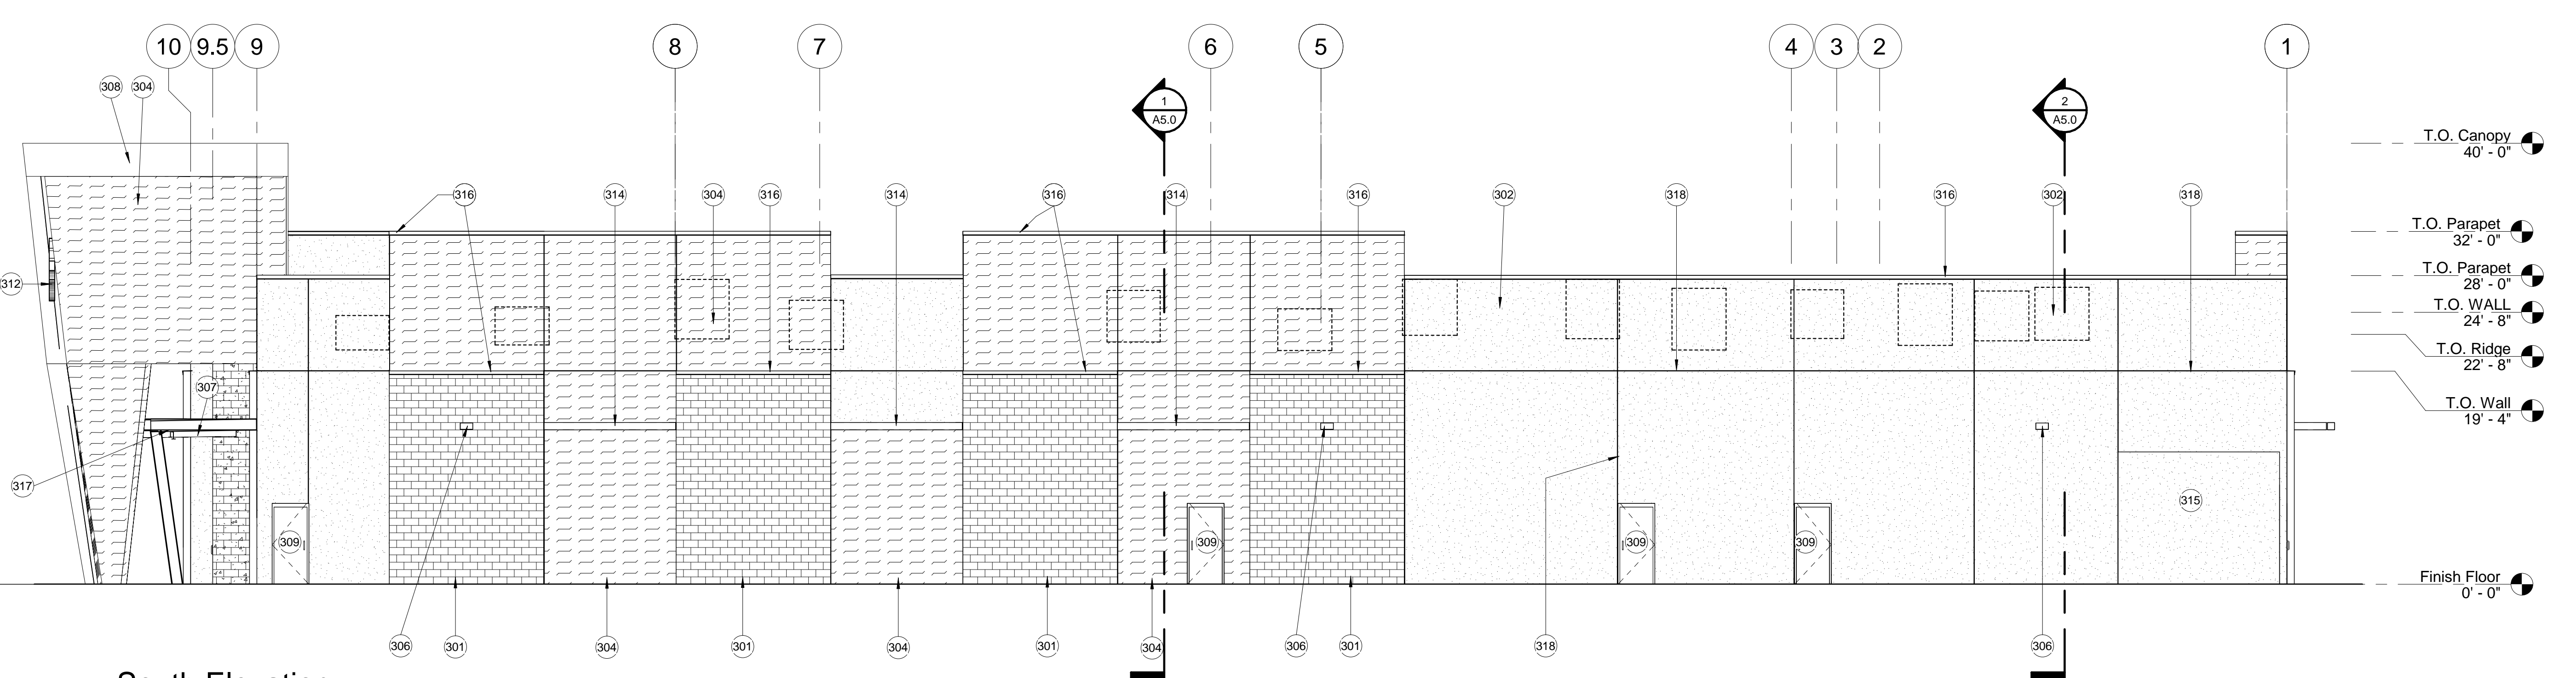 10 9.5 9 8 7 6 5 4 3 2 1
308 304
1
A5.0
2
A5.0
T.O. Canopy
40' - 0"
316 314 304 316 314 316 314 316 302 318 316 302 318
T.O. Parapet
32' - 0"
T.O. Parapet
28' - 0"
312
T.O. WALL
24' - 8"
T.O. Ridge
22' - 8"
307
T.O. Wall
19' - 4"
317
315
309 309 309 309
Finish Floor
0' - 0"
306 301 304 301 304 301 304 306 301 318 306
South Elevation